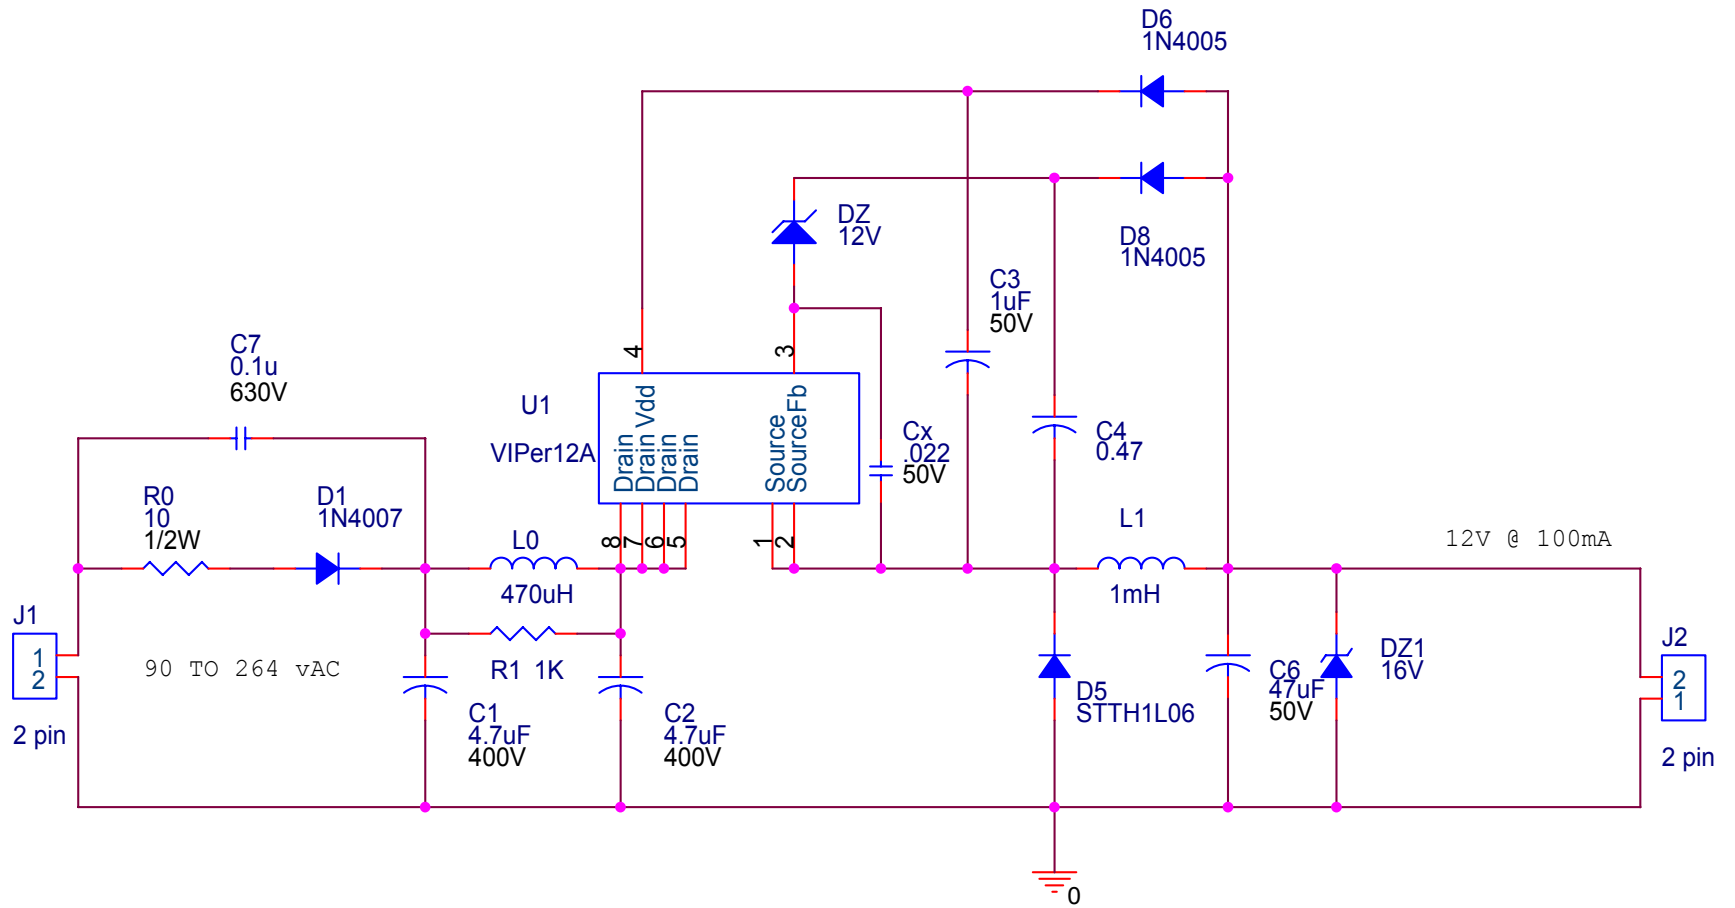 D6
1N4005
DZ
12V
D8
1N4005
C3
1uF
50V
C7
0.1u
630V
4
3
U1
VIPer12A
Drain
Drain
Vdd
Drain
Drain
Source
Source
Fb
Cx
.022
50V
C4
0.47
R0
10
1/2W
D1
1N4007
L0
470uH
8
7
6
5
1
2
L1
1mH
12V @ 100mA
J1
1
2
2 pin
90 TO 264 vAC
R1 1K
C1
4.7uF
400V
C2
4.7uF
400V
D5
STTH1L06
C6
47uF
50V
DZ1
16V
J2
2
1
2 pin
0